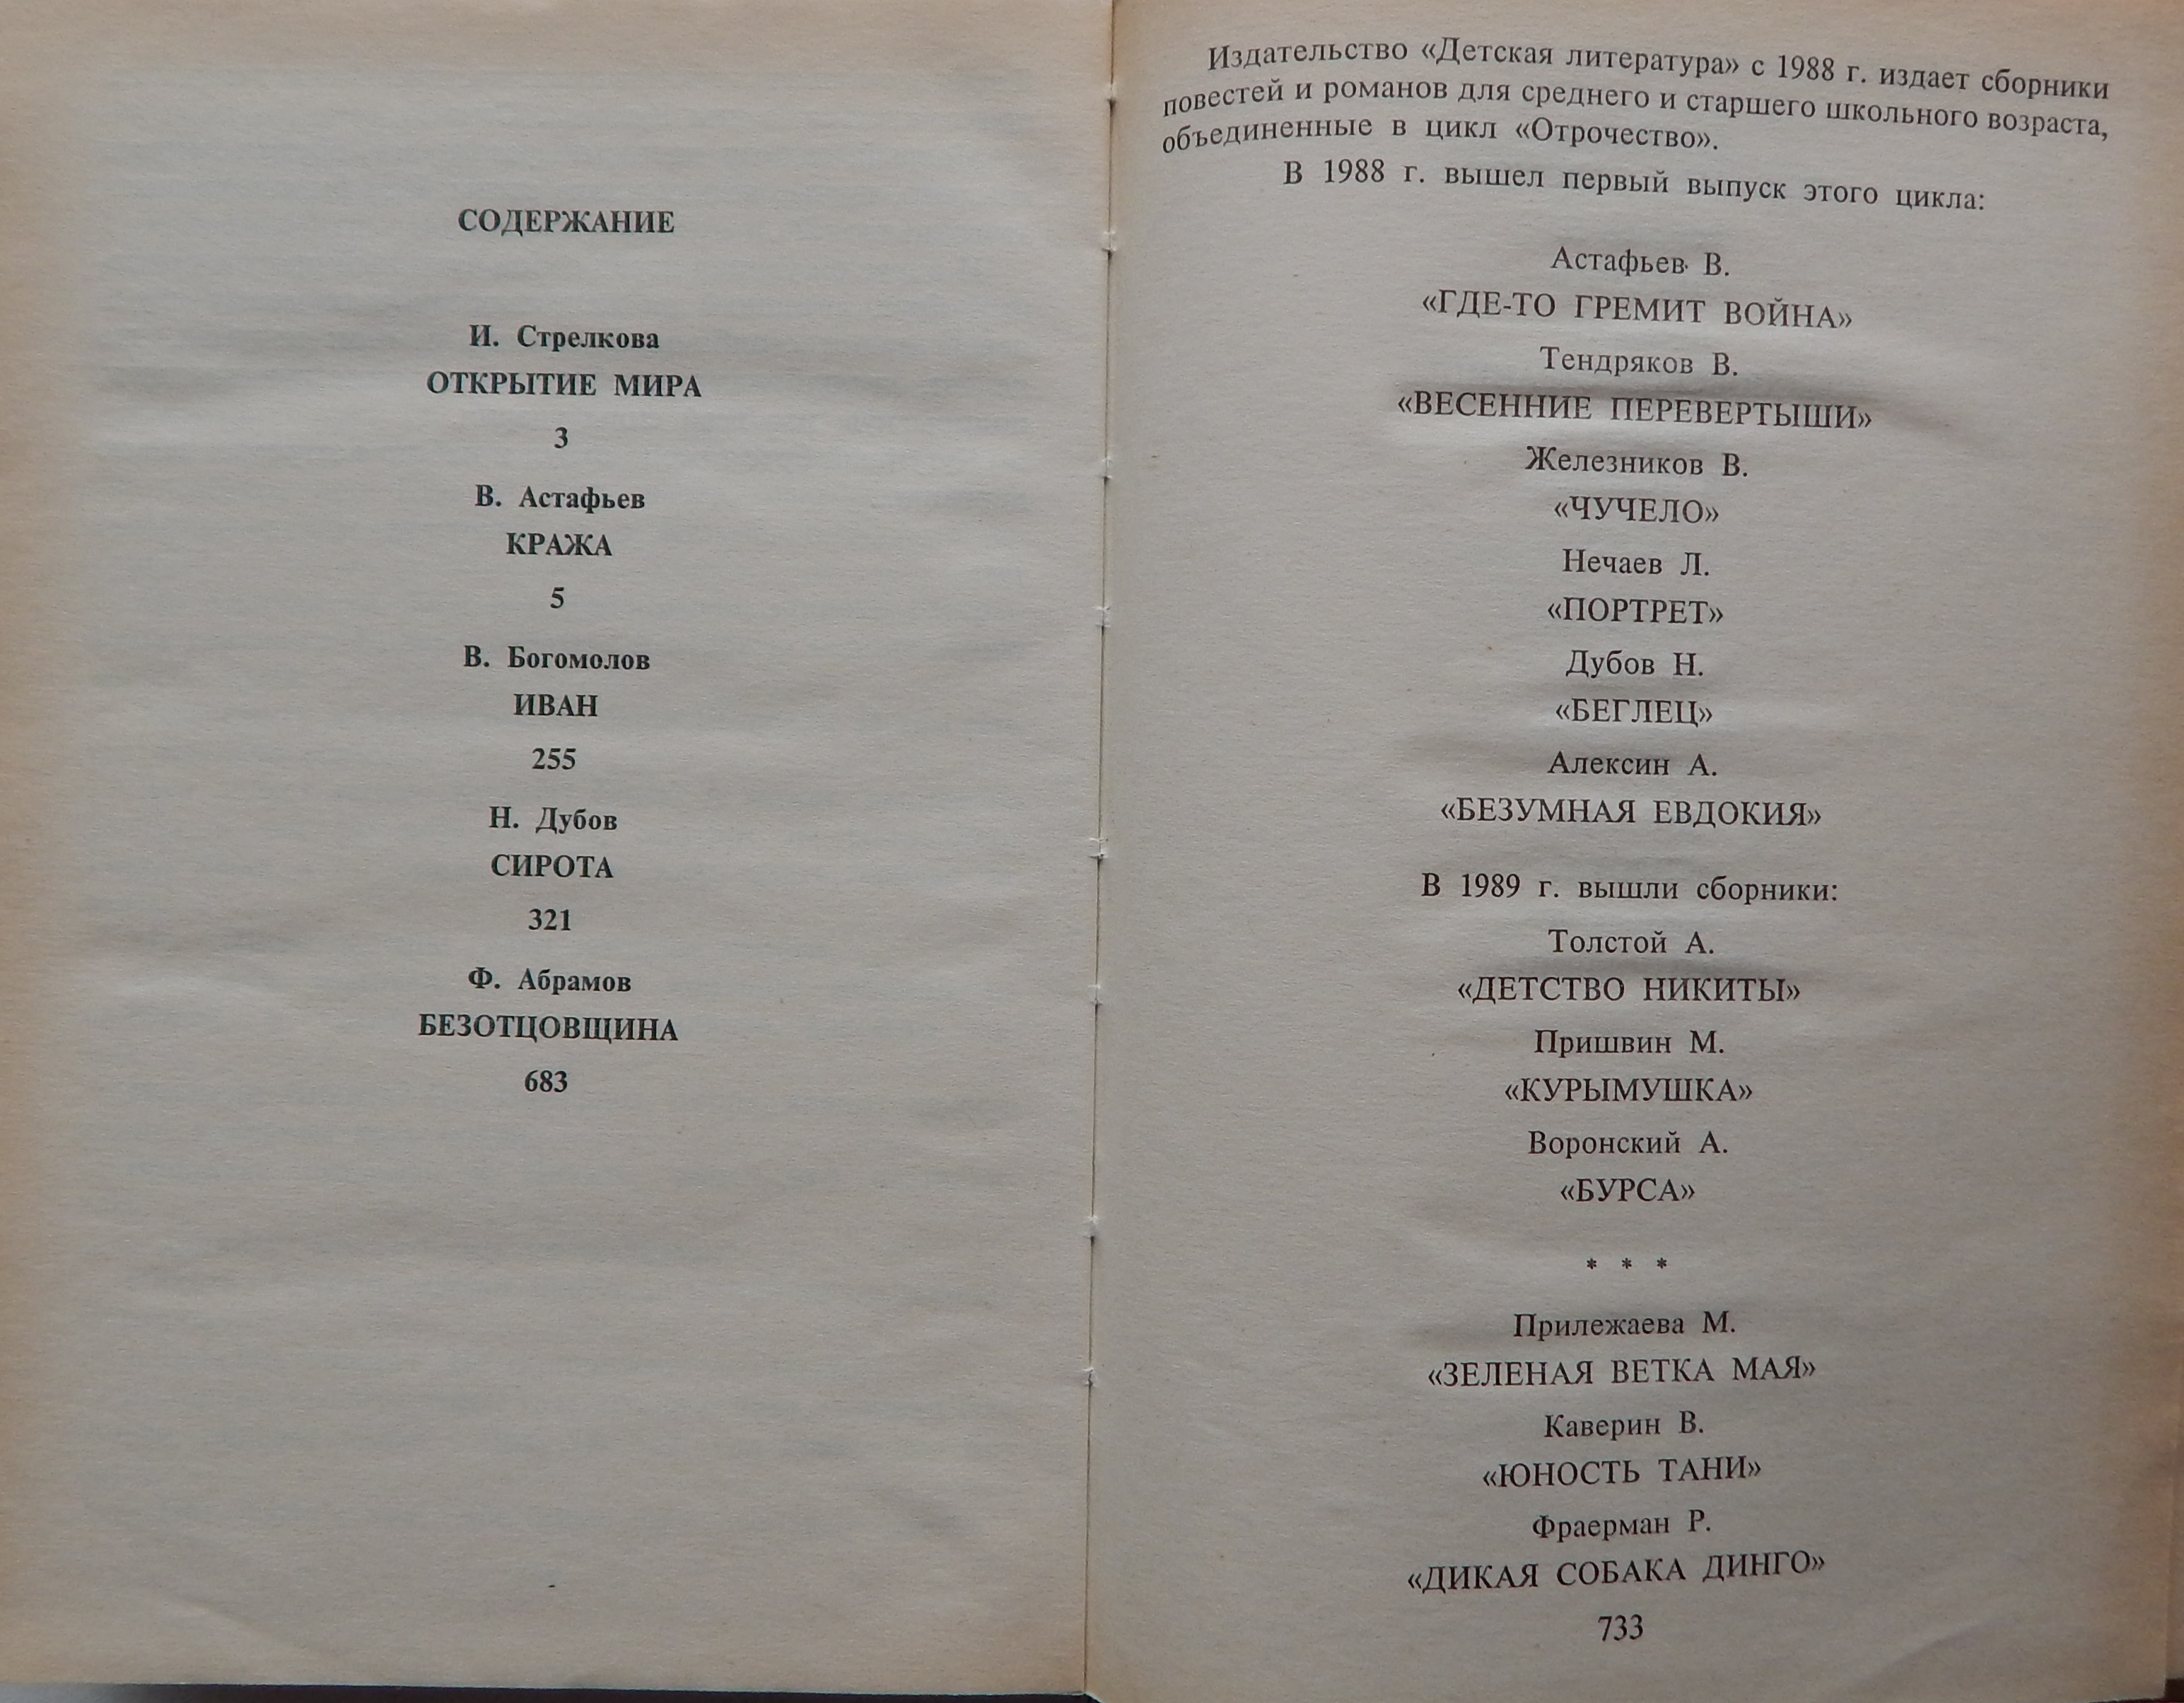 СОДЕРЖАНИЕ
И. Стрелкова
ОТКРЫТИЕ МИРА
3
В. Астафьев
КРАЖА
5
В. Богомолов
ИВАН
255
Н. Дубов
СИРОТА
321
Ф. Абрамов
БЕЗОТЦОВЩИНА
683
Издательство «Детская литература» с 1988 г. издает сборники
повестей и романов для среднего и старшего школьного возраста,
объединенные в цикл «Отрочество».
В 1988 г. вышел первый выпуск этого цикла:
Астафьев В.
«ГДЕ-ТО ГРЕМИТ ВОЙНА»
Тендряков В.
«ВЕСЕННИЕ ПЕРЕВЕРТЫШИ»
Железников В.
«ЧУЧЕЛО»
Нечаев Л.
«ПОРТРЕТ»
Дубов Н.
«БЕГЛЕЦ»
Алексин А.
«БЕЗУМНАЯ ЕВДОКИЯ»
В 1989 г. вышли сборники:
Толстой А.
«ДЕТСТВО НИКИТЫ»
Пришвин М.
«КУРЫМУШКА»
Воронский А.
«БУРСА»
* * *
Прилежаева М.
«ЗЕЛЕНАЯ ВЕТКА МАЯ»
Каверин В.
«ЮНОСТЬ ТАНИ»
Фраерман Р.
«ДИКАЯ СОБАКА ДИНГО»
733